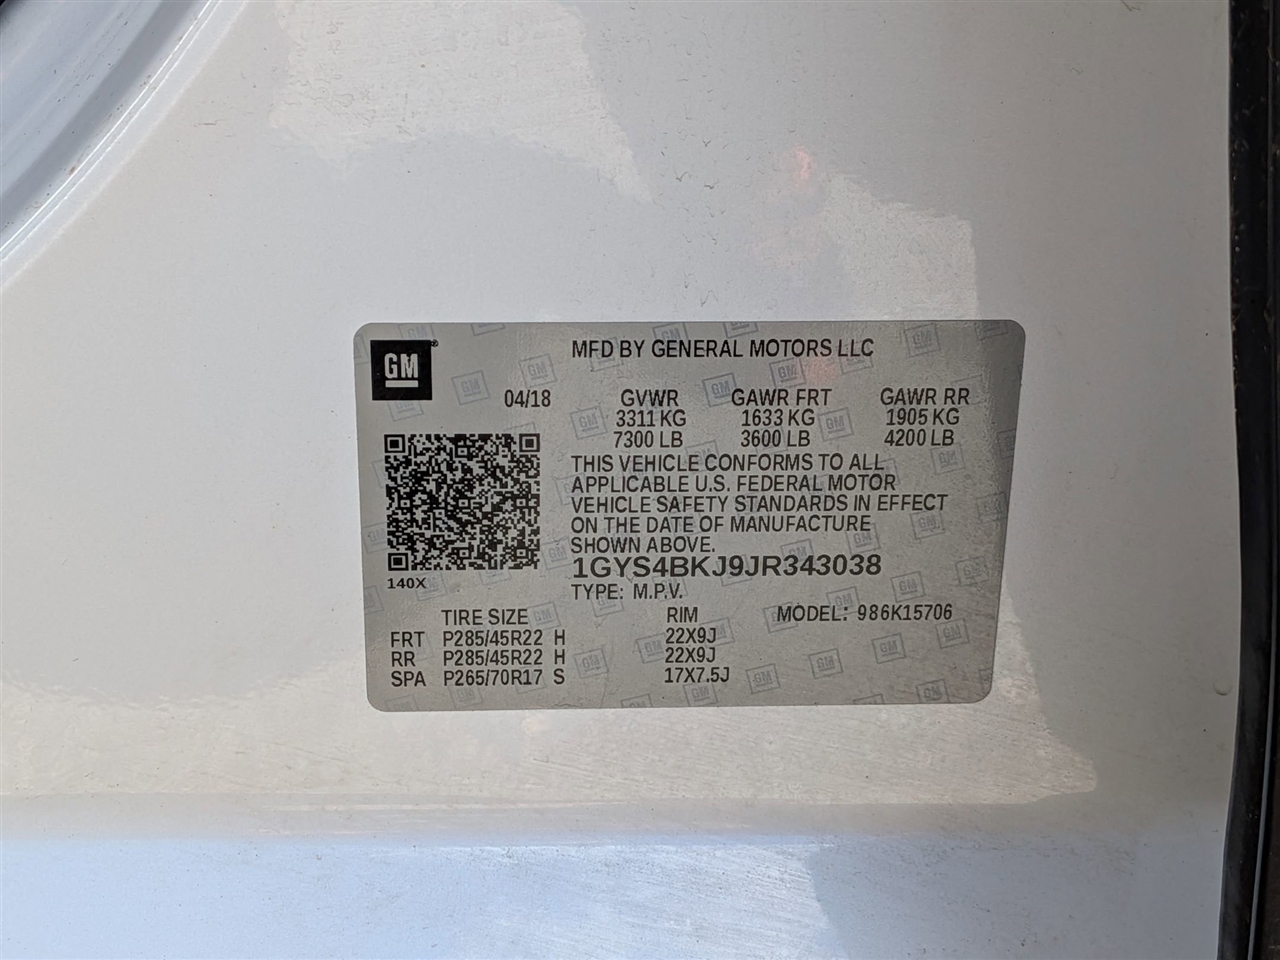 GM®
MFD BY GENERAL MOTORS LLC
04/18 GVWR GAWR FRT GAWR RR
3311 KG 1633 KG 1905 KG
7300 LB 3600 LB 4200 LB
THIS VEHICLE CONFORMS TO ALL
APPLICABLE U.S. FEDERAL MOTOR
VEHICLE SAFETY STANDARDS IN EFFECT
ON THE DATE OF MANUFACTURE
SHOWN ABOVE.
1GYS4BKJ9JR343038
140X
TYPE: M.P.V.
TIRE SIZE RIM MODEL: 986K15706
FRT P285/45R22 H 22X9J
RR P285/45R22 H 22X9J
SPA P265/70R17 S 17X7.5J